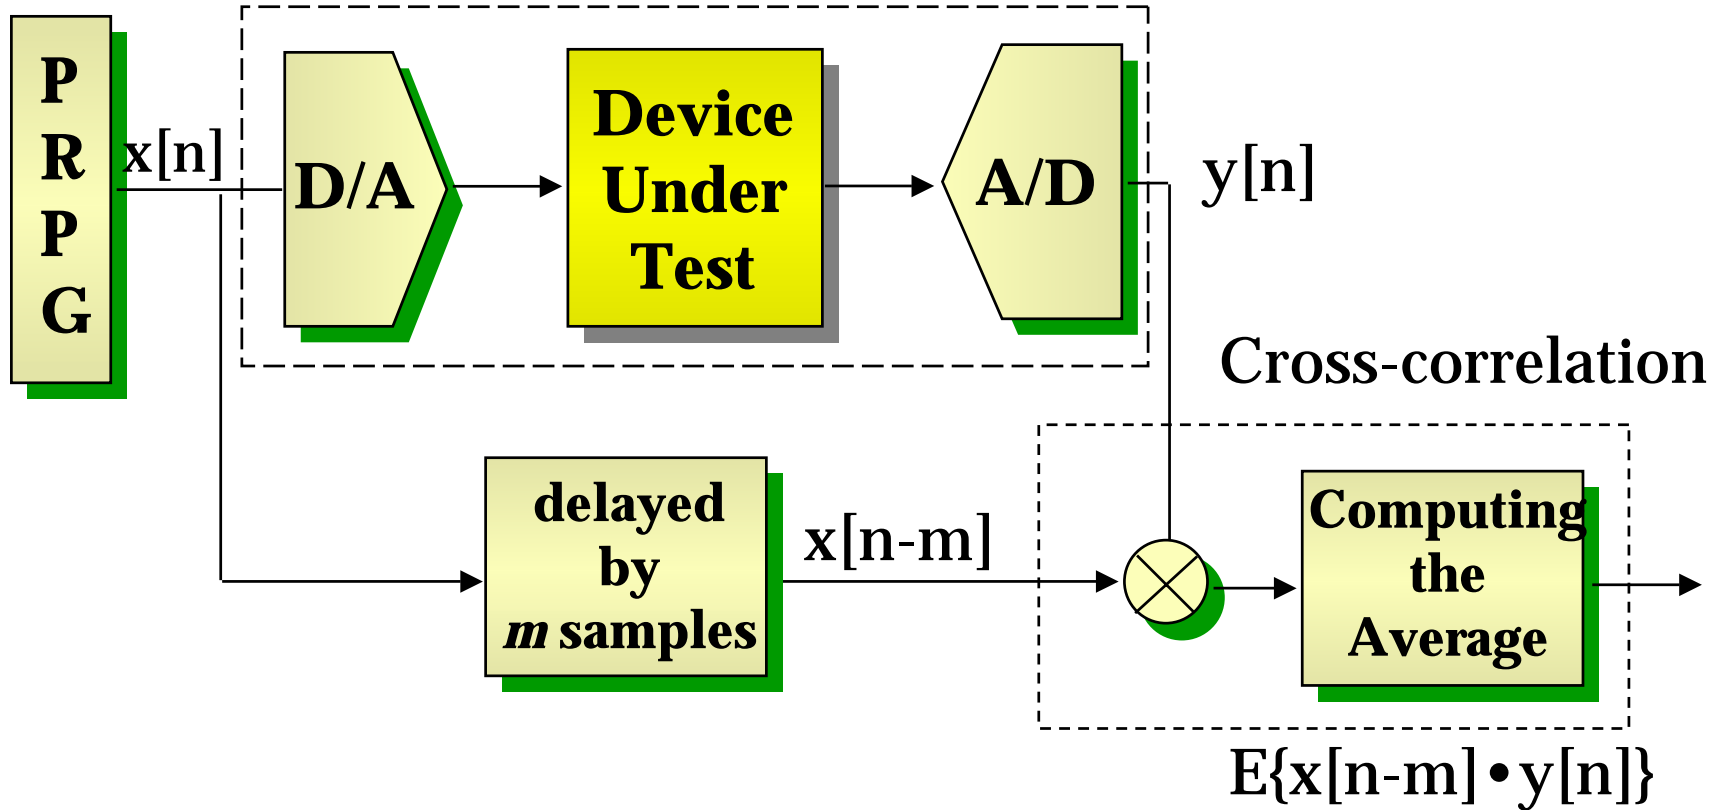 P
R
P
G
x[n]
D/A
Device
Under
Test
A/D
y[n]
Cross-correlation
delayed
by
m samples
x[n-m]
Computing
the
Average
E{x[n-m]•y[n]}